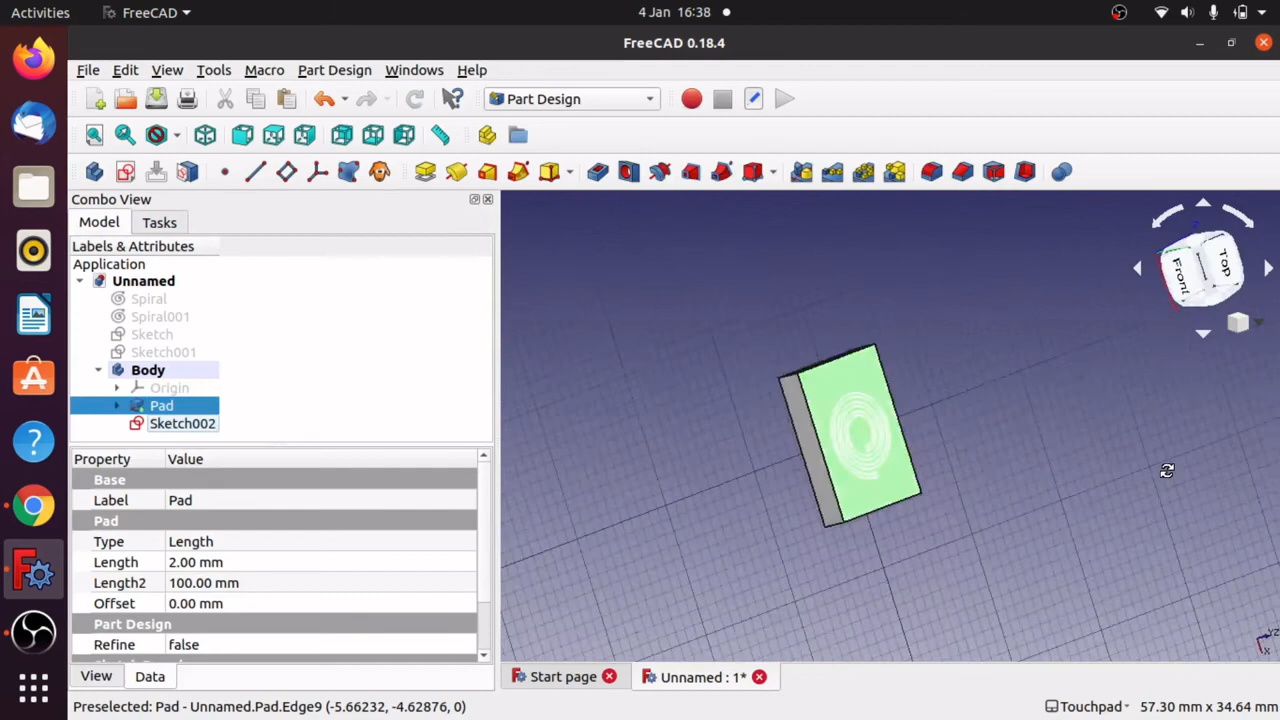 Activities FreeCAD 4 Jan 16:38
FreeCAD 0.18.4
File Edit View Tools Macro Part Design Windows Help
Part Design
Combo View
Model Tasks
Labels & Attributes
Application
Unnamed
Spiral
Spiral001
Sketch
Sketch001
Body
Origin
Pad
Sketch002
Property Value
Base
Label Pad
Pad
Type Length
Length 2.00 mm
Length2 100.00 mm
Offset 0.00 mm
Part Design
Refine false
View Data
Front Top
Start page Unnamed : 1*
Preselected: Pad - Unnamed.Pad.Edge9 (-5.66232, -4.62876, 0) Touchpad 57.30 mm x 34.64 mm